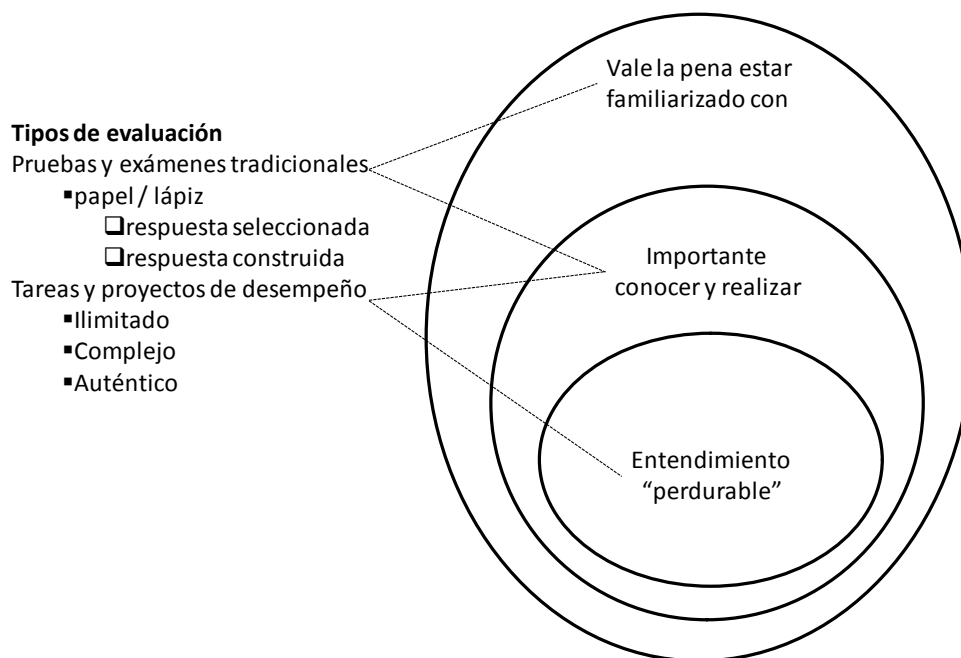 Tipos de evaluación
Pruebas y exámenes tradicionales
▪papel / lápiz
❑respuesta seleccionada
❑respuesta construida
Tareas y proyectos de desempeño
▪Ilimitado
▪Complejo
▪Auténtico
Vale la pena estar
familiarizado con
Importante
conocer y realizar
Entendimiento
“perdurable”